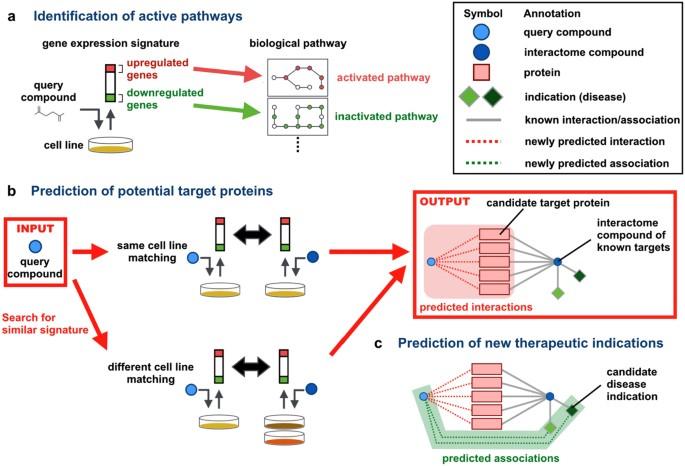 a Identification of active pathways
gene expression signature
biological pathway
upregulated
genes
activated pathway
query
compound
downregulated
genes
inactivated pathway
cell line
Symbol Annotation
query compound
interactome compound
protein
indication (disease)
known interaction/association
newly predicted interaction
newly predicted association
b Prediction of potential target proteins
INPUT
query
compound
same cell line
matching
Search for
similar signature
different cell line
matching
OUTPUT
candidate target protein
interactome
compound of
known targets
predicted interactions
c Prediction of new therapeutic indications
candidate
disease
indication
predicted associations